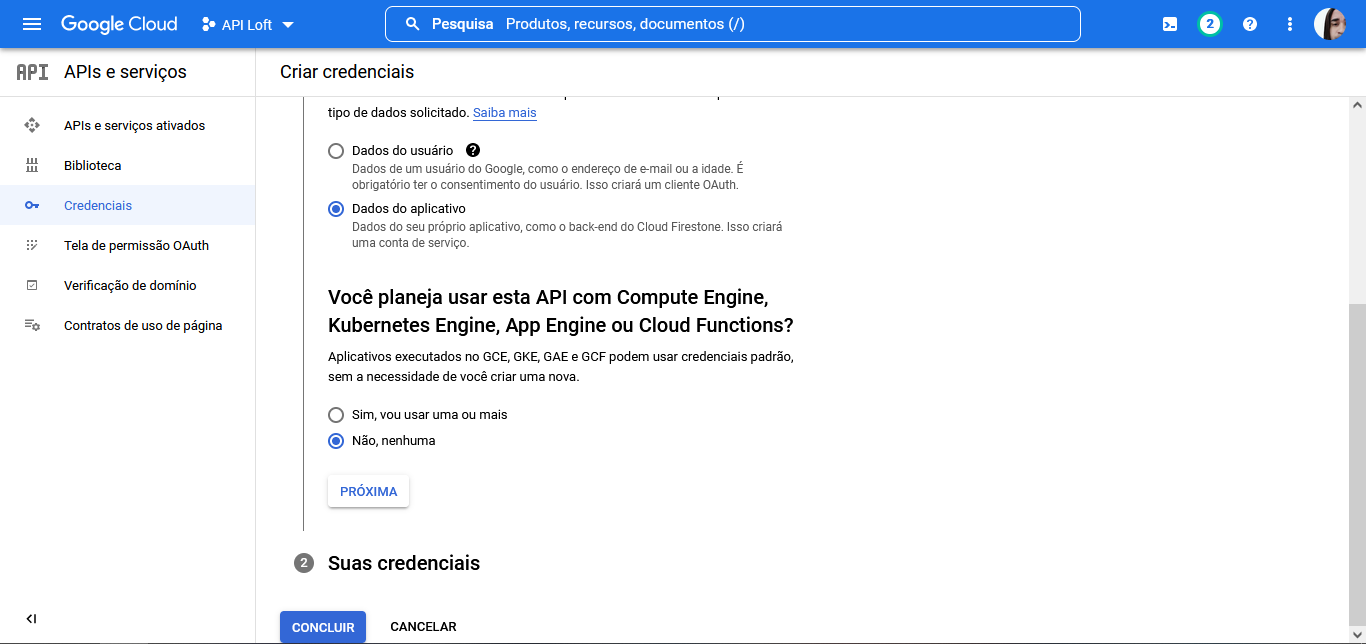 Google Cloud
API Loft
Pesquisa Produtos, recursos, documentos (/)
2
API APIs e serviços
Criar credenciais
APIs e serviços ativados
Biblioteca
Credenciais
Tela de permissão OAuth
Verificação de domínio
Contratos de uso de página
tipo de dados solicitado. Saiba mais
Dados do usuário
Dados de um usuário do Google, como o endereço de e-mail ou a idade. É
obrigatório ter o consentimento do usuário. Isso criará um cliente OAuth.
Dados do aplicativo
Dados do seu próprio aplicativo, como o back-end do Cloud Firestone. Isso criará
uma conta de serviço.
Você planeja usar esta API com Compute Engine,
Kubernetes Engine, App Engine ou Cloud Functions?
Aplicativos executados no GCE, GKE, GAE e GCF podem usar credenciais padrão,
sem a necessidade de você criar uma nova.
Sim, vou usar uma ou mais
Não, nenhuma
PRÓXIMA
2 Suas credenciais
CONCLUIR
CANCELAR